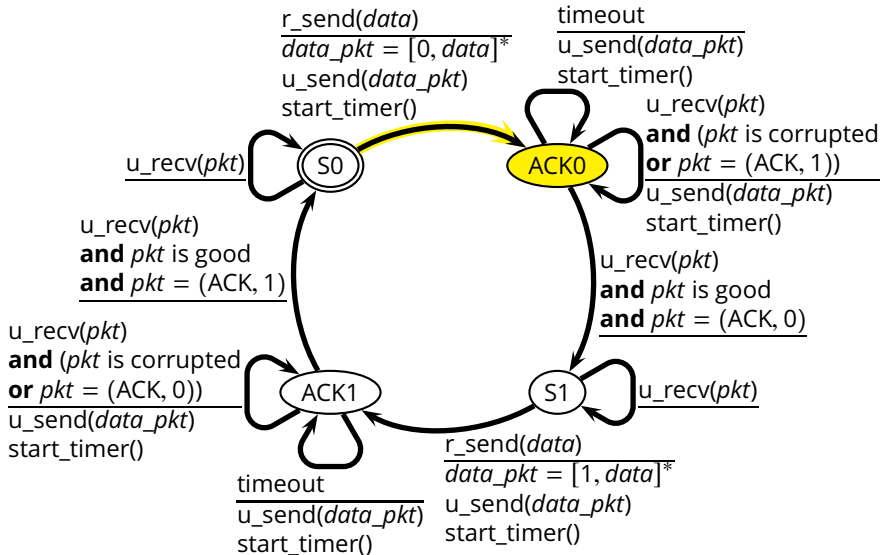 r_send(data)
data_pkt = [0, data]*
u_send(data_pkt)
start_timer()
timeout
u_send(data_pkt)
start_timer()
u_recv(pkt)
and (pkt is corrupted
or pkt = (ACK, 1))
u_send(data_pkt)
start_timer()
u_recv(pkt)
S0
ACK0
u_recv(pkt)
and pkt is good
and pkt = (ACK, 1)
u_recv(pkt)
and pkt is good
and pkt = (ACK, 0)
u_recv(pkt)
and (pkt is corrupted
or pkt = (ACK, 0))
u_send(data_pkt)
start_timer()
ACK1
S1
u_recv(pkt)
timeout
u_send(data_pkt)
start_timer()
r_send(data)
data_pkt = [1, data]*
u_send(data_pkt)
start_timer()